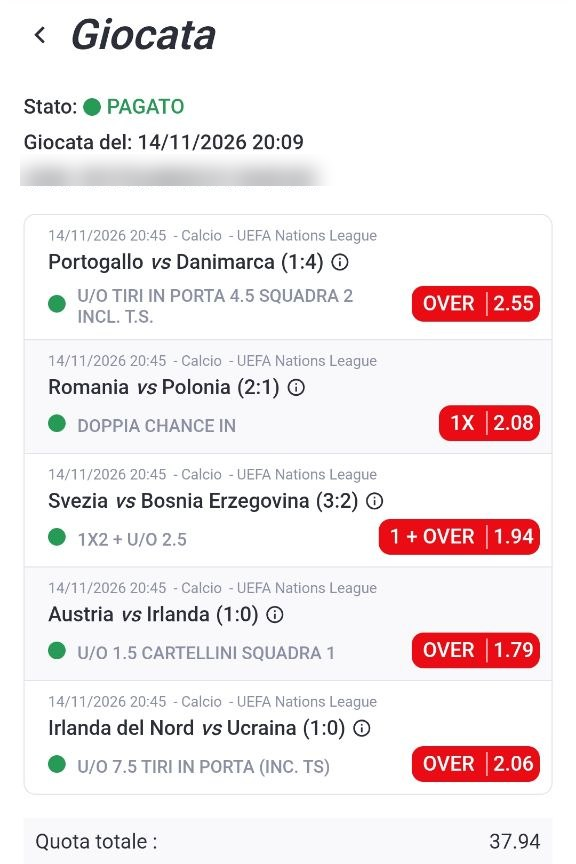 Giocata
Stato: PAGATO
Giocata del: 14/11/2026 20:09
14/11/2026 20:45 - Calcio - UEFA Nations League
Portogallo vs Danimarca (1:4)
U/O TIRI IN PORTA 4.5 SQUADRA 2
INCL. T.S.
OVER | 2.55
14/11/2026 20:45 - Calcio - UEFA Nations League
Romania vs Polonia (2:1)
DOPPIA CHANCE IN
1X | 2.08
14/11/2026 20:45 - Calcio - UEFA Nations League
Svezia vs Bosnia Erzegovina (3:2)
1X2 + U/O 2.5
1 + OVER | 1.94
14/11/2026 20:45 - Calcio - UEFA Nations League
Austria vs Irlanda (1:0)
U/O 1.5 CARTELLINI SQUADRA 1
OVER | 1.79
14/11/2026 20:45 - Calcio - UEFA Nations League
Irlanda del Nord vs Ucraina (1:0)
U/O 7.5 TIRI IN PORTA (INC. TS)
OVER | 2.06
Quota totale : 37.94